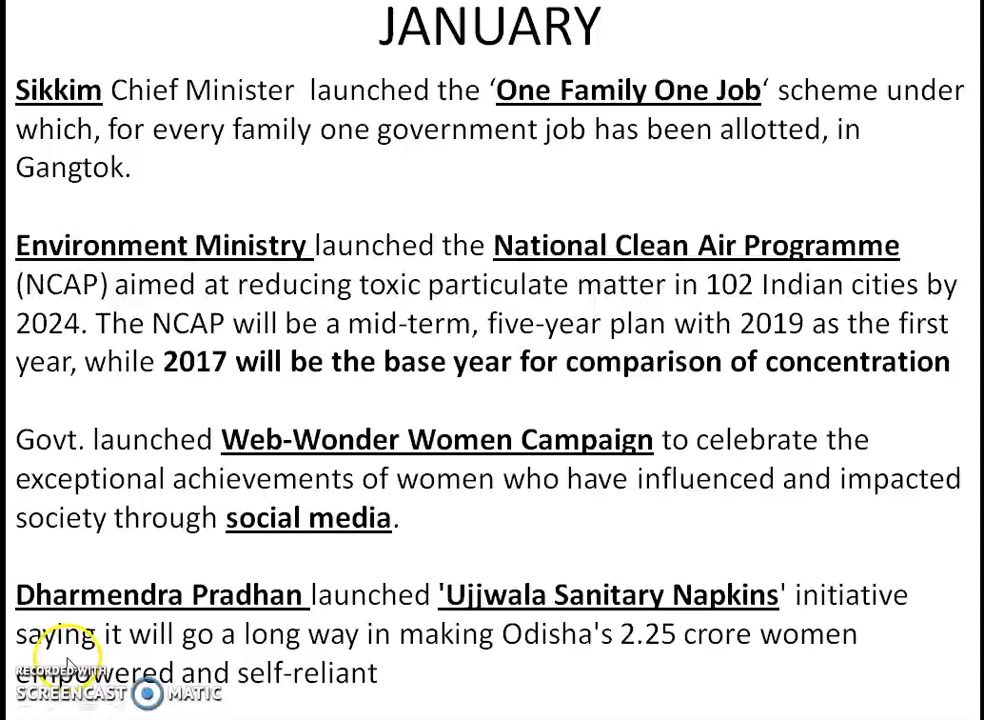 JANUARY
Sikkim Chief Minister launched the ‘One Family One Job‘ scheme under
which, for every family one government job has been allotted, in
Gangtok.
Environment Ministry launched the National Clean Air Programme
(NCAP) aimed at reducing toxic particulate matter in 102 Indian cities by
2024. The NCAP will be a mid-term, five-year plan with 2019 as the first
year, while 2017 will be the base year for comparison of concentration
Govt. launched Web-Wonder Women Campaign to celebrate the
exceptional achievements of women who have influenced and impacted
society through social media.
Dharmendra Pradhan launched 'Ujjwala Sanitary Napkins' initiative
saying it will go a long way in making Odisha's 2.25 crore women
empowered and self-reliant
RECORDED WITH
SCREENCAST MATIC